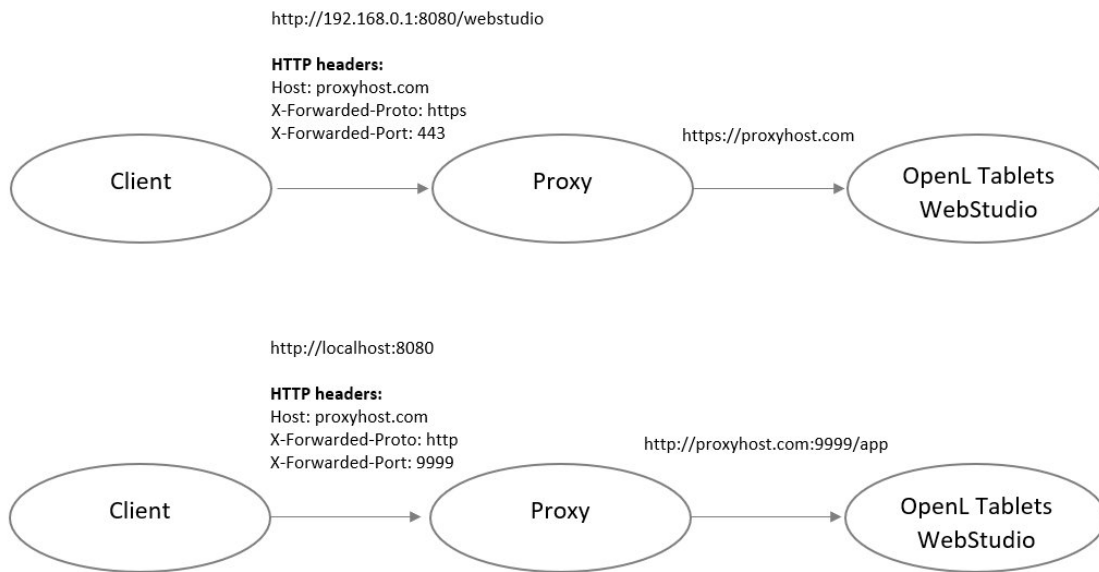 http://192.168.0.1:8080/webstudio
HTTP headers:
Host: proxyhost.com
X-Forwarded-Proto: https
X-Forwarded-Port: 443
https://proxyhost.com
Client
Proxy
OpenL Tablets
WebStudio
http://localhost:8080
HTTP headers:
Host: proxyhost.com
X-Forwarded-Proto: http
X-Forwarded-Port: 9999
http://proxyhost.com:9999/app
Client
Proxy
OpenL Tablets
WebStudio